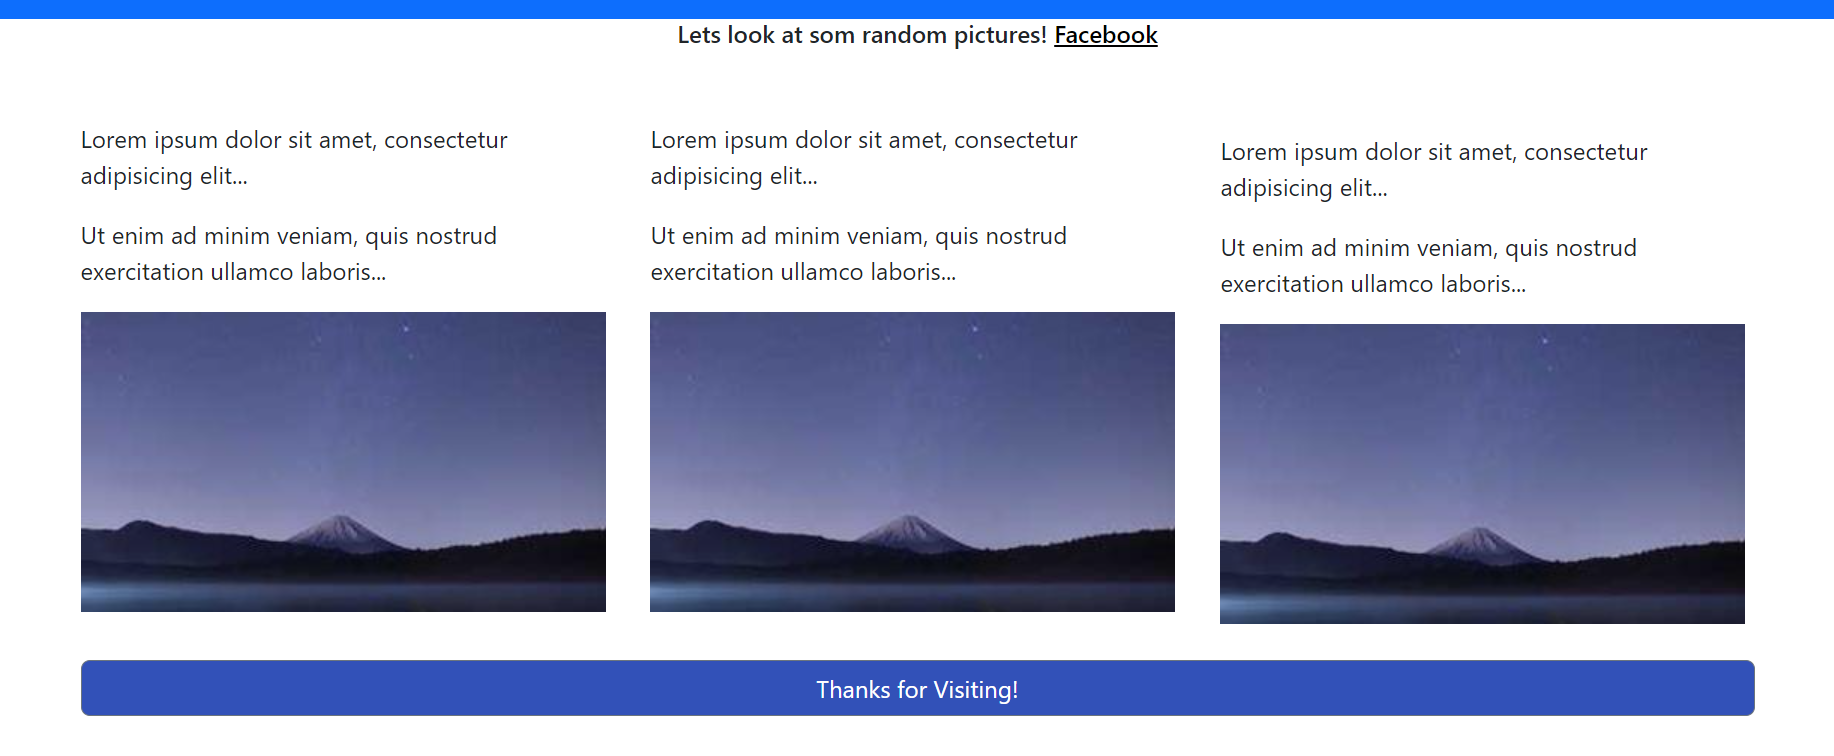 Lets look at som random pictures! Facebook
Lorem ipsum dolor sit amet, consectetur
adipisicing elit...
Ut enim ad minim veniam, quis nostrud
exercitation ullamco laboris...
Lorem ipsum dolor sit amet, consectetur
adipisicing elit...
Ut enim ad minim veniam, quis nostrud
exercitation ullamco laboris...
Lorem ipsum dolor sit amet, consectetur
adipisicing elit...
Ut enim ad minim veniam, quis nostrud
exercitation ullamco laboris...
Thanks for Visiting!